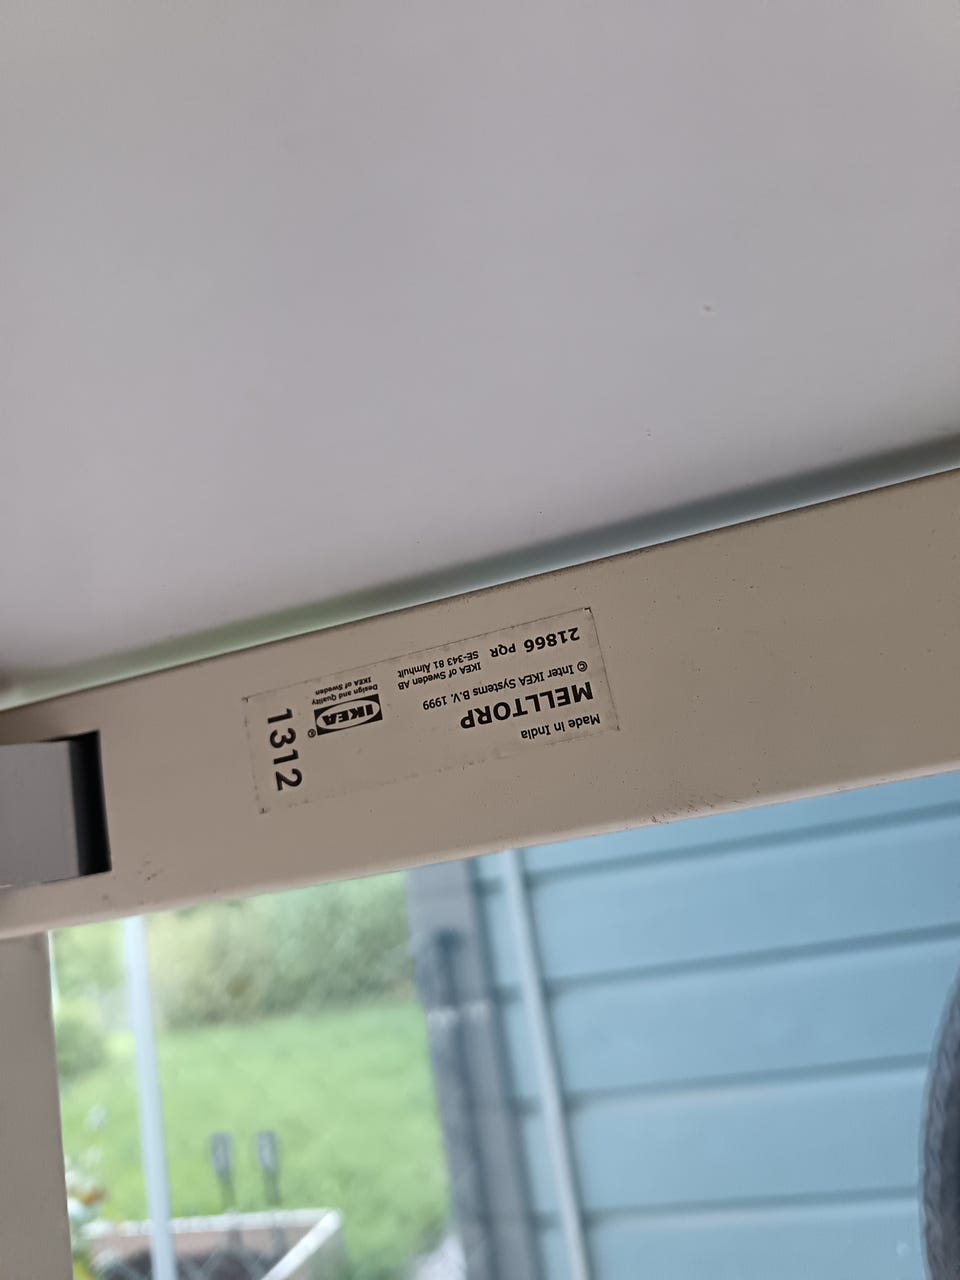 Made in India
MELLTORP
© Inter IKEA Systems B.V. 1999
IKEA of Sweden AB
SE-343 81 Älmhult
21866 PQR
IKEA®
Design and Quality
IKEA of Sweden
1312